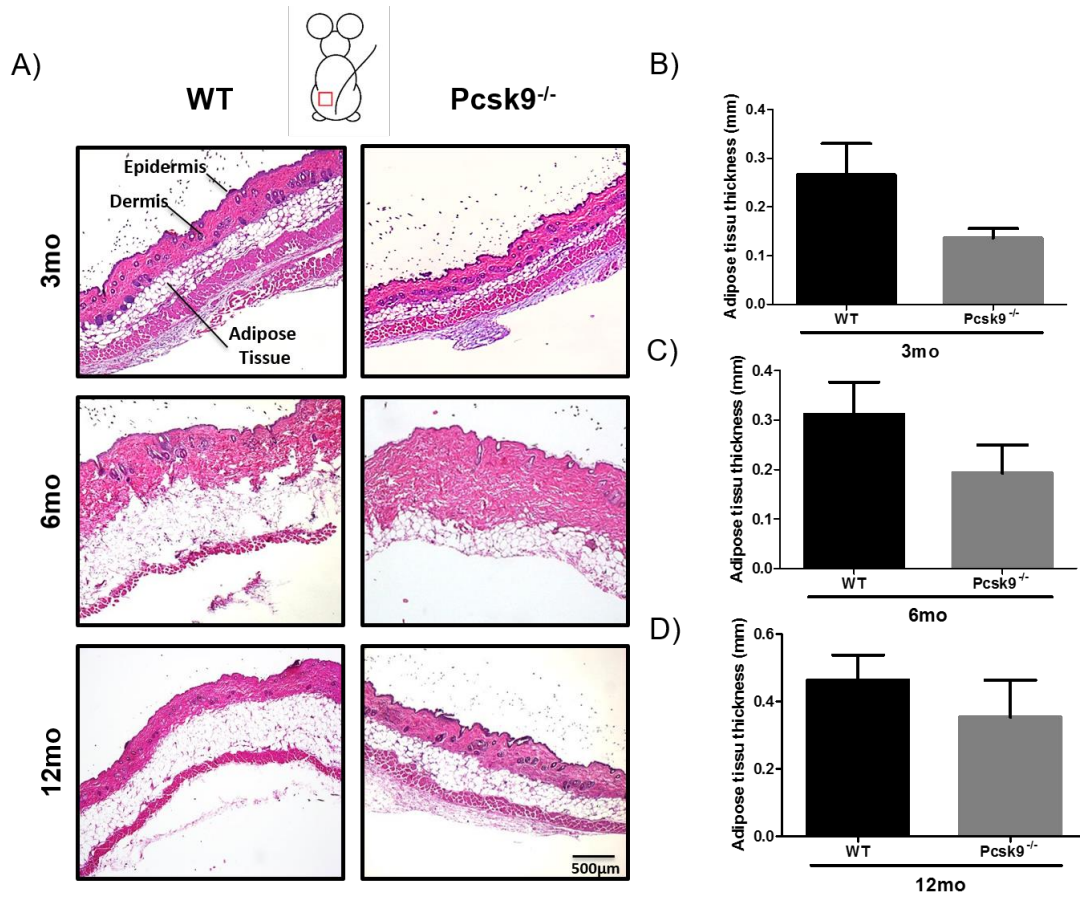 A)
WT
Pcsk9-/-
3mo
Epidermis
Dermis
Adipose
Tissue
6mo
12mo
500µm
B)
Adipose tissu thickness (mm)
0.4
0.3
0.2
0.1
0.0
WT
Pcsk9-/-
3mo
C)
Adipose tissu thickness (mm)
0.4
0.3
0.2
0.1
0.0
WT
Pcsk9-/-
6mo
D)
Adipose tissu thickness (mm)
0.6
0.4
0.2
0.0
WT
Pcsk9-/-
12mo